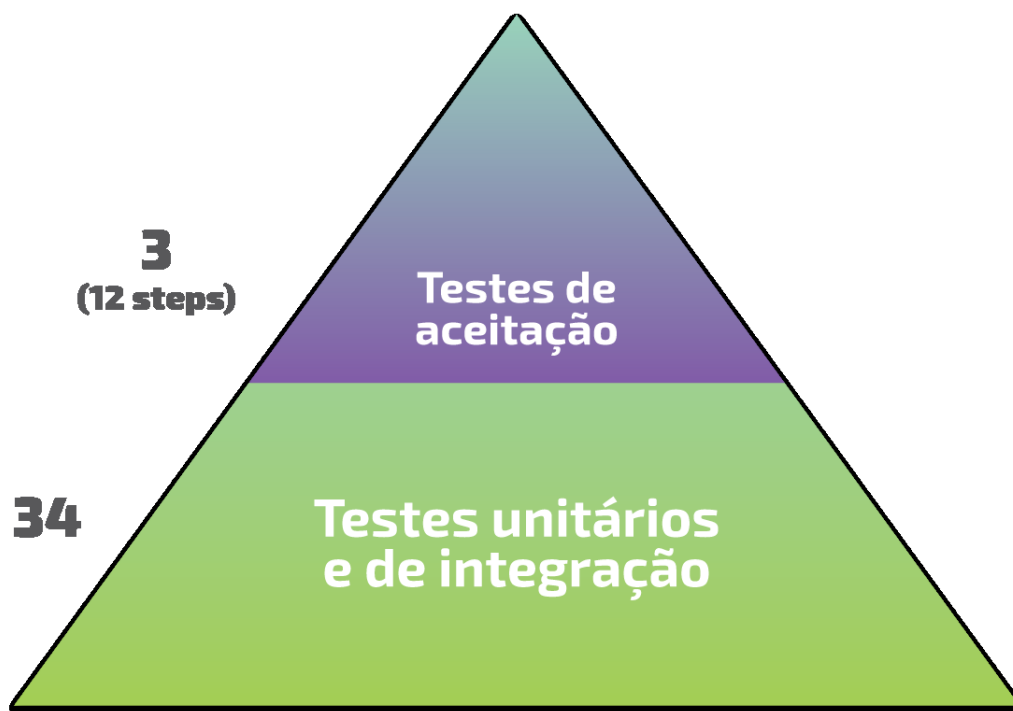 3
(12 steps)
Testes de
aceitação
34
Testes unitários
e de integração